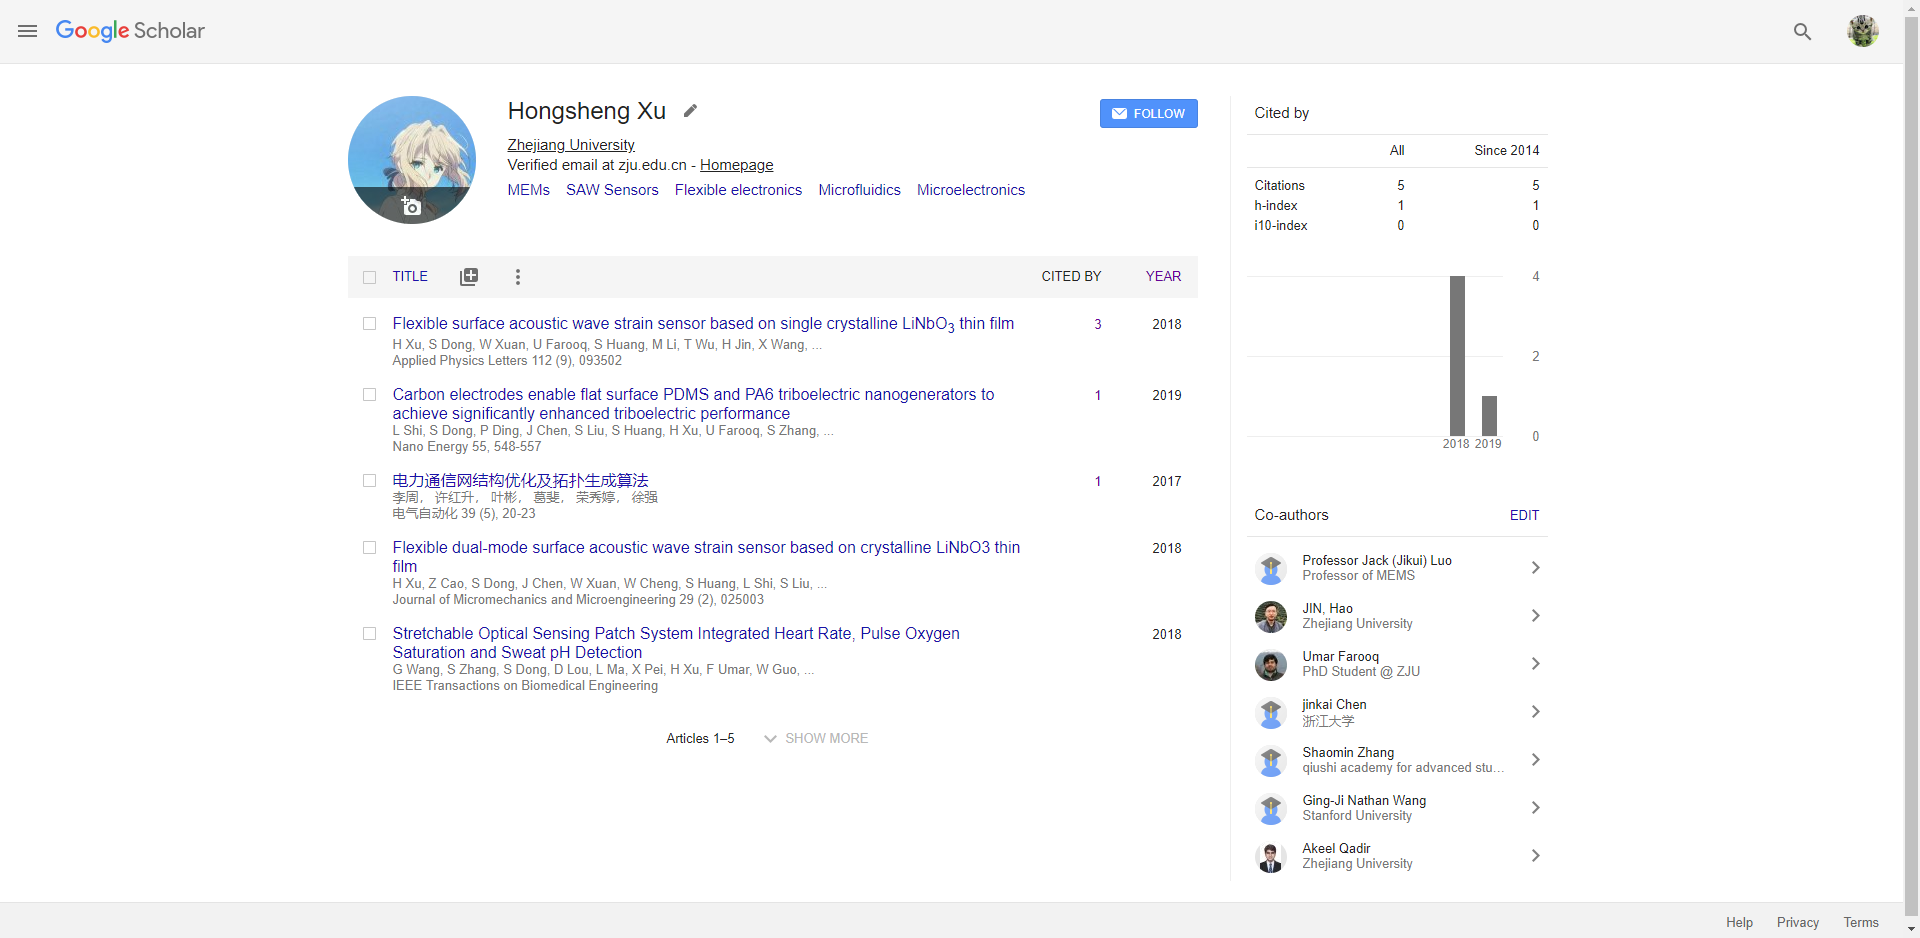 Google Scholar
Hongsheng Xu
FOLLOW
Zhejiang University
Verified email at zju.edu.cn - Homepage
MEMs SAW Sensors Flexible electronics Microfluidics Microelectronics
TITLE CITED BY YEAR
Flexible surface acoustic wave strain sensor based on single crystalline LiNbO3 thin film 3 2018
H Xu, S Dong, W Xuan, U Farooq, S Huang, M Li, T Wu, H Jin, X Wang, ...
Applied Physics Letters 112 (9), 093502
Carbon electrodes enable flat surface PDMS and PA6 triboelectric nanogenerators to 1 2019
achieve significantly enhanced triboelectric performance
L Shi, S Dong, P Ding, J Chen, S Liu, S Huang, H Xu, U Farooq, S Zhang, ...
Nano Energy 55, 548-557
电力通信网结构优化及拓扑生成算法 1 2017
李周， 许红升， 叶彬， 葛斐， 荣秀婷， 徐强
电气自动化 39 (5), 20-23
Flexible dual-mode surface acoustic wave strain sensor based on crystalline LiNbO3 thin 2018
film
H Xu, Z Cao, S Dong, J Chen, W Xuan, W Cheng, S Huang, L Shi, S Liu, ...
Journal of Micromechanics and Microengineering 29 (2), 025003
Stretchable Optical Sensing Patch System Integrated Heart Rate, Pulse Oxygen 2018
Saturation and Sweat pH Detection
G Wang, S Zhang, S Dong, D Lou, L Ma, X Pei, H Xu, F Umar, W Guo, ...
IEEE Transactions on Biomedical Engineering
Articles 1–5 SHOW MORE
Cited by
All Since 2014
Citations 5 5
h-index 1 1
i10-index 0 0
4
2
0
2018 2019
Co-authors EDIT
Professor Jack (Jikui) Luo
Professor of MEMS
JIN, Hao
Zhejiang University
Umar Farooq
PhD Student @ ZJU
jinkai Chen
浙江大学
Shaomin Zhang
qiushi academy for advanced stu…
Ging-Ji Nathan Wang
Stanford University
Akeel Qadir
Zhejiang University
Help Privacy Terms